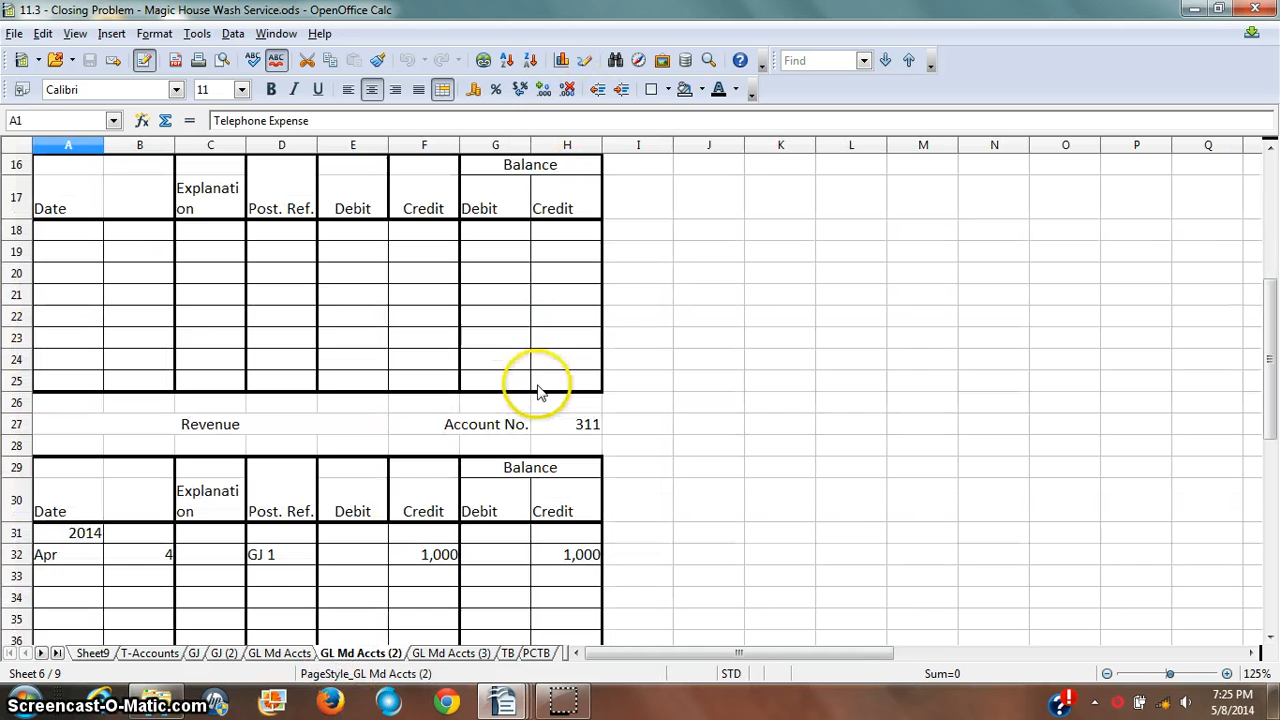 11.3 - Closing Problem - Magic House Wash Service.ods - OpenOffice Calc
File Edit View Insert Format Tools Data Window Help
Find
Calibri 11
A1 Telephone Expense
A B C D E F G H I J K L M N O P Q
16 Balance
17 Date Explanati on Post. Ref. Debit Credit Debit Credit
18
19
20
21
22
23
24
25
26
27 Revenue Account No. 311
28
29 Balance
30 Date Explanati on Post. Ref. Debit Credit Debit Credit
31 2014
32 Apr 4 GJ 1 1,000 1,000
33
34
35
36
Sheet9 T-Accounts GJ GJ (2) GL Md Accts GL Md Accts (2) GL Md Accts (3) TB PCTB
Sheet 6 / 9 PageStyle_GL Md Accts (2) STD Sum=0 125%
Screencast-O-Matic.com
7:25 PM
5/8/2014